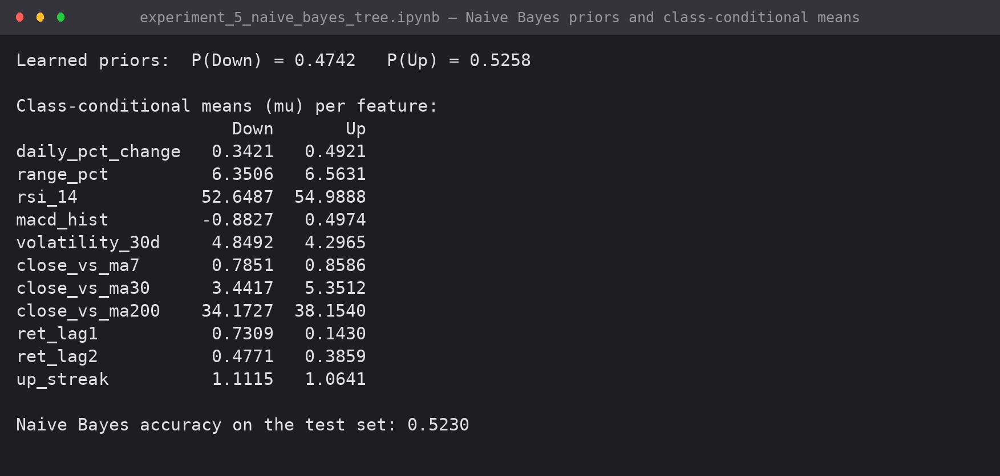 experiment_5_naive_bayes_tree.ipynb — Naive Bayes priors and class-conditional means
Learned priors:  P(Down) = 0.4742   P(Up) = 0.5258
Class-conditional means (mu) per feature:
                     Down       Up
daily_pct_change   0.3421   0.4921
range_pct          6.3506   6.5631
rsi_14            52.6487  54.9888
macd_hist         -0.8827   0.4974
volatility_30d     4.8492   4.2965
close_vs_ma7       0.7851   0.8586
close_vs_ma30      3.4417   5.3512
close_vs_ma200    34.1727  38.1540
ret_lag1           0.7309   0.1430
ret_lag2           0.4771   0.3859
up_streak          1.1115   1.0641
Naive Bayes accuracy on the test set: 0.5230